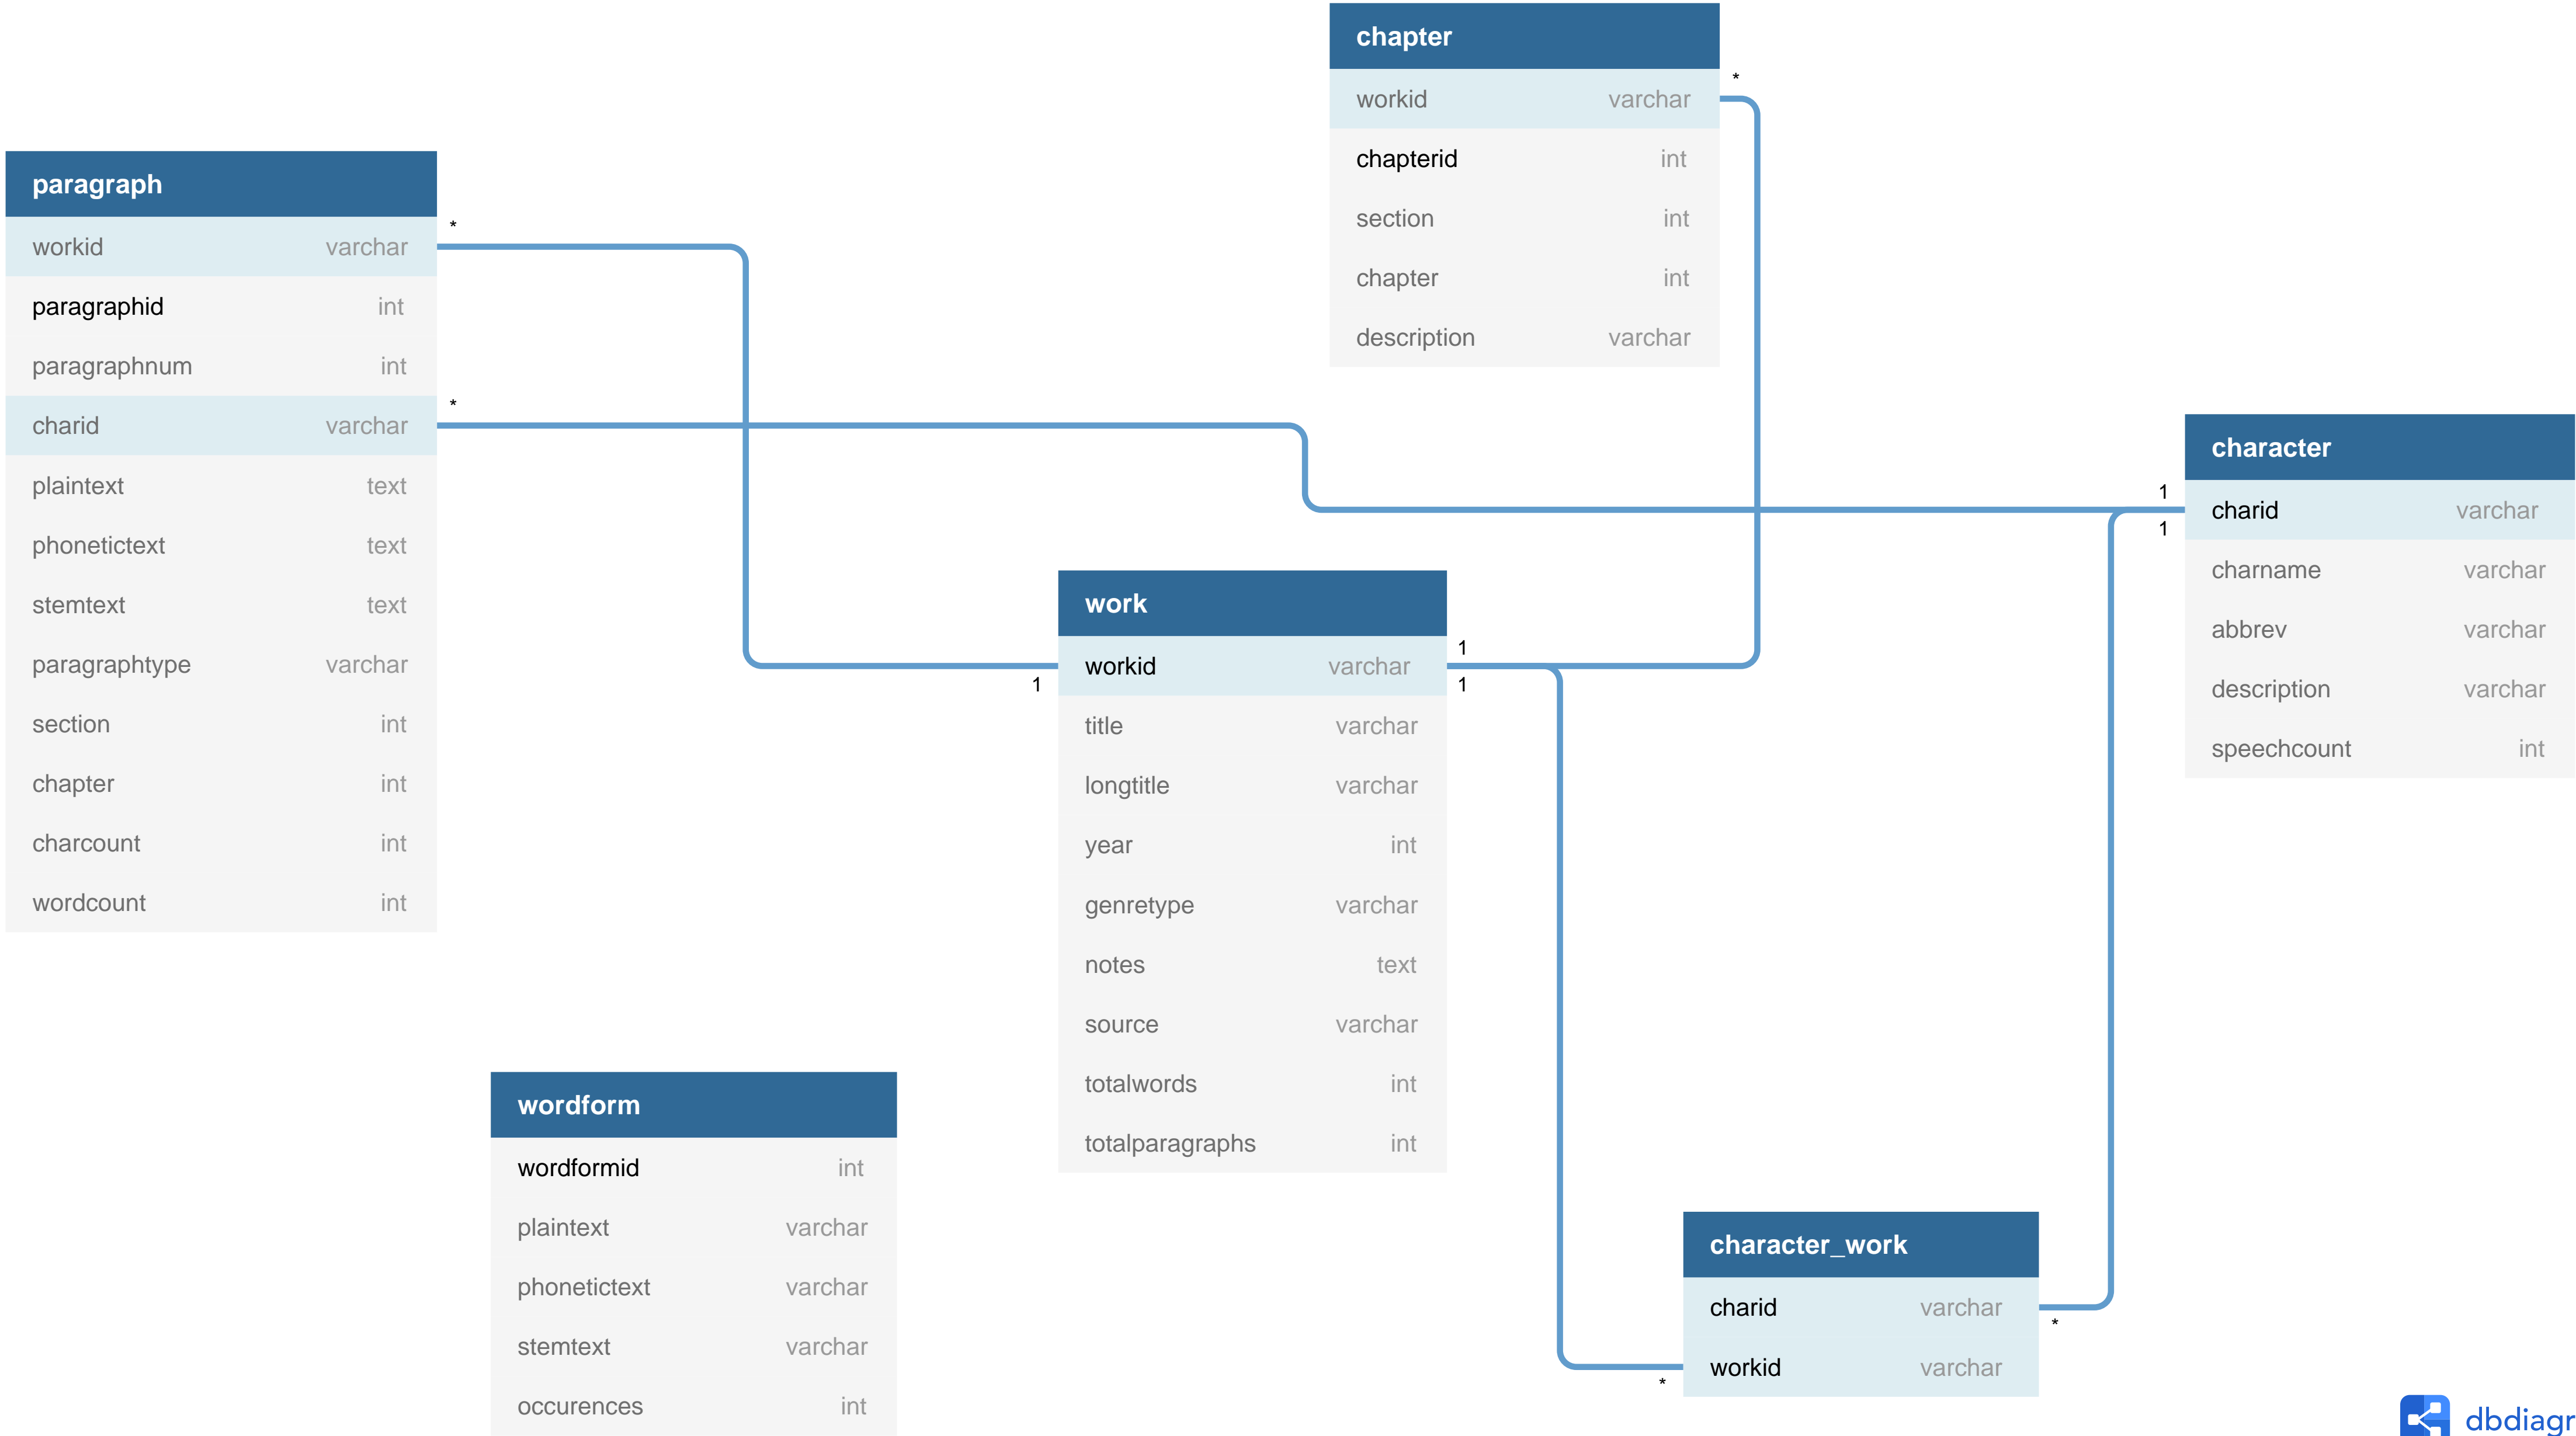 chapter
workid varchar
chapterid int
section int
chapter int
description varchar
*
paragraph
workid varchar
paragraphid int
paragraphnum int
charid varchar
plaintext text
phonetictext text
stemtext text
paragraphtype varchar
section int
chapter int
charcount int
wordcount int
*
*
character
charid varchar
charname varchar
abbrev varchar
description varchar
speechcount int
1
1
work
workid varchar
title varchar
longtitle varchar
year int
genretype varchar
notes text
source varchar
totalwords int
totalparagraphs int
1
1
1
wordform
wordformid int
plaintext varchar
phonetictext varchar
stemtext varchar
occurences int
character_work
charid varchar
workid varchar
*
*
dbdiagr